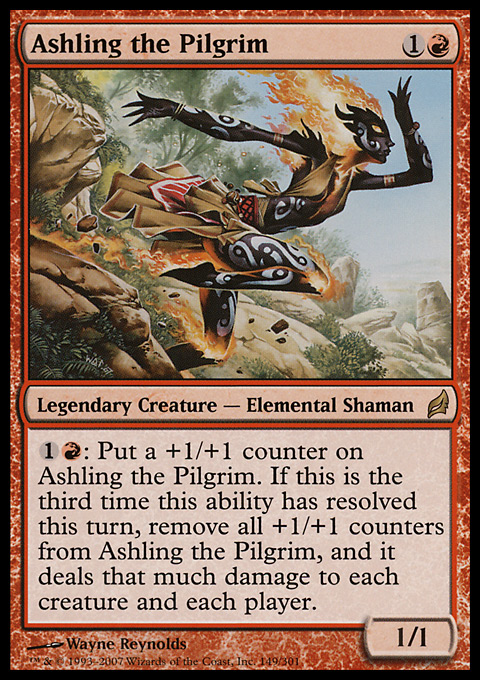 Ashling the Pilgrim 1
Legendary Creature — Elemental Shaman
1: Put a +1/+1 counter on
Ashling the Pilgrim. If this is the
third time this ability has resolved
this turn, remove all +1/+1 counters
from Ashling the Pilgrim, and it
deals that much damage to each
creature and each player.
Wayne Reynolds
1/1
™ & © 1993-2007 Wizards of the Coast, Inc. 149/301